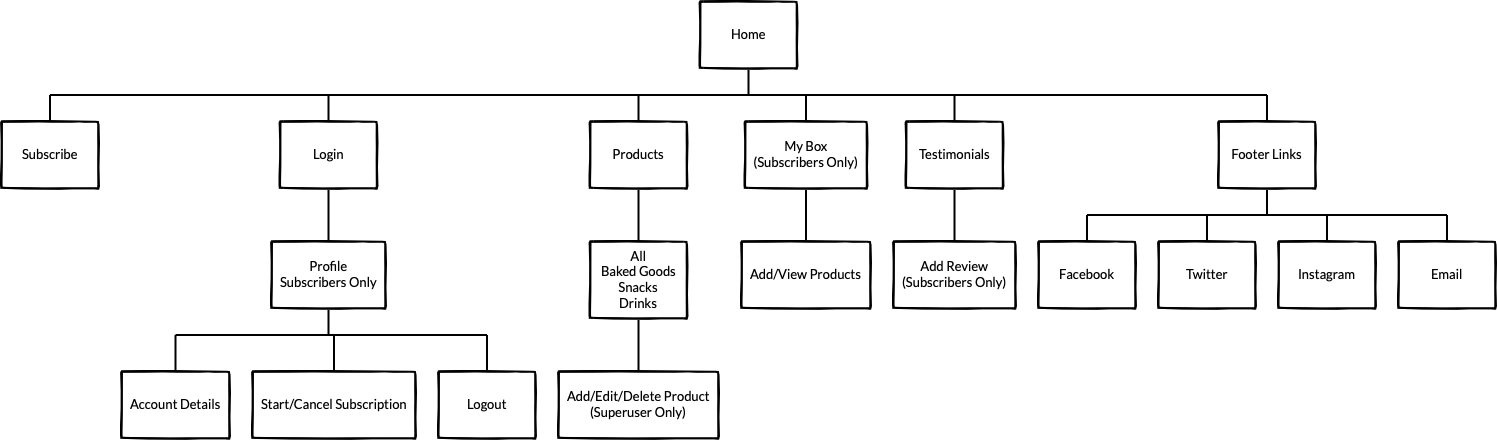 Home
Subscribe
Login
Products
My Box
(Subscribers Only)
Testimonials
Footer Links
Profile
Subscribers Only
All
Baked Goods
Snacks
Drinks
Add/View Products
Add Review
(Subscribers Only)
Facebook
Twitter
Instagram
Email
Account Details
Start/Cancel Subscription
Logout
Add/Edit/Delete Product
(Superuser Only)